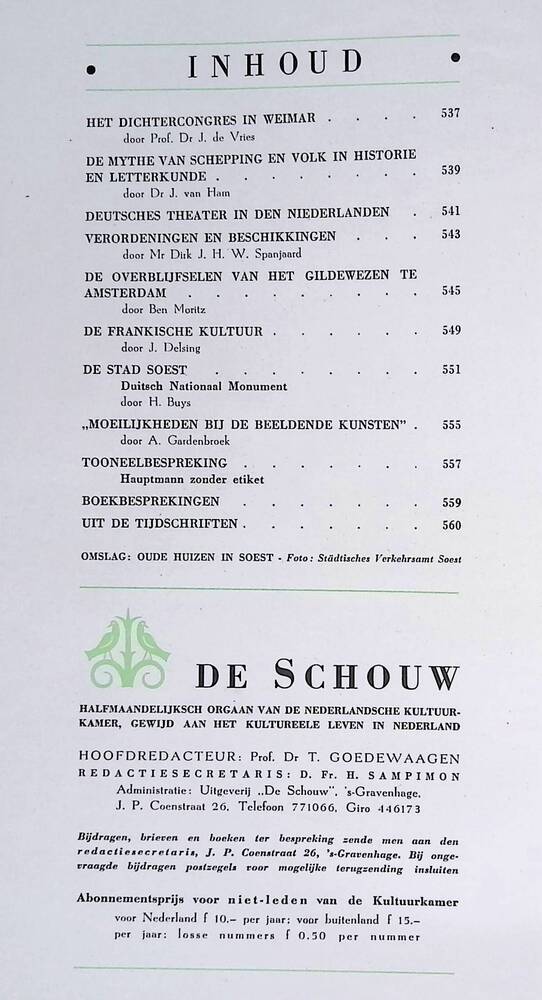 • INHOUD •
HET DICHTERCONGRES IN WEIMAR . . . . 537
door Prof. Dr J. de Vries
DE MYTHE VAN SCHEPPING EN VOLK IN HISTORIE
EN LETTERKUNDE . . . . . . . . 539
door Dr J. van Ham
DEUTSCHES THEATER IN DEN NIEDERLANDEN . 541
VERORDENINGEN EN BESCHIKKINGEN . . . 543
door Mr Dirk J. H. W. Spanjaard
DE OVERBLIJFSELEN VAN HET GILDEWEZEN TE
AMSTERDAM . . . . . . . . . 545
door Ben Moritz
DE FRANKISCHE KULTUUR . . . . . . 549
door J. Delsing
DE STAD SOEST . . . . . . . . 551
Duitsch Nationaal Monument
door H. Buys
„MOEILIJKHEDEN BIJ DE BEELDENDE KUNSTEN” . 555
door A. Gardenbroek
TOONEELBESPREKING . . . . . . . 557
Hauptmann zonder etiket
BOEKBESPREKINGEN . . . . . . . 559
UIT DE TIJDSCHRIFTEN . . . . . . . 560
OMSLAG: OUDE HUIZEN IN SOEST - Foto: Städtisches Verkehrsamt Soest
DE SCHOUW
HALFMAANDELIJKSCH ORGAAN VAN DE NEDERLANDSCHE KULTUUR-
KAMER, GEWIJD AAN HET KULTUREELE LEVEN IN NEDERLAND
HOOFDREDACTEUR: Prof. Dr T. GOEDEWAAGEN
REDACTIESECRETARIS: D. Fr. H. SAMPIMON
Administratie: Uitgeverij „De Schouw”, 's-Gravenhage,
J. P. Coenstraat 26, Telefoon 771066, Giro 446173
Bijdragen, brieven en boeken ter bespreking zende men aan den
redactiesecretaris, J. P. Coenstraat 26, 's-Gravenhage. Bij onge-
vraagde bijdragen postzegels voor mogelijke terugzending insluiten
Abonnementsprijs voor niet-leden van de Kultuurkamer
voor Nederland f 10.- per jaar; voor buitenland f 15.-
per jaar; losse nummers f 0.50 per nummer